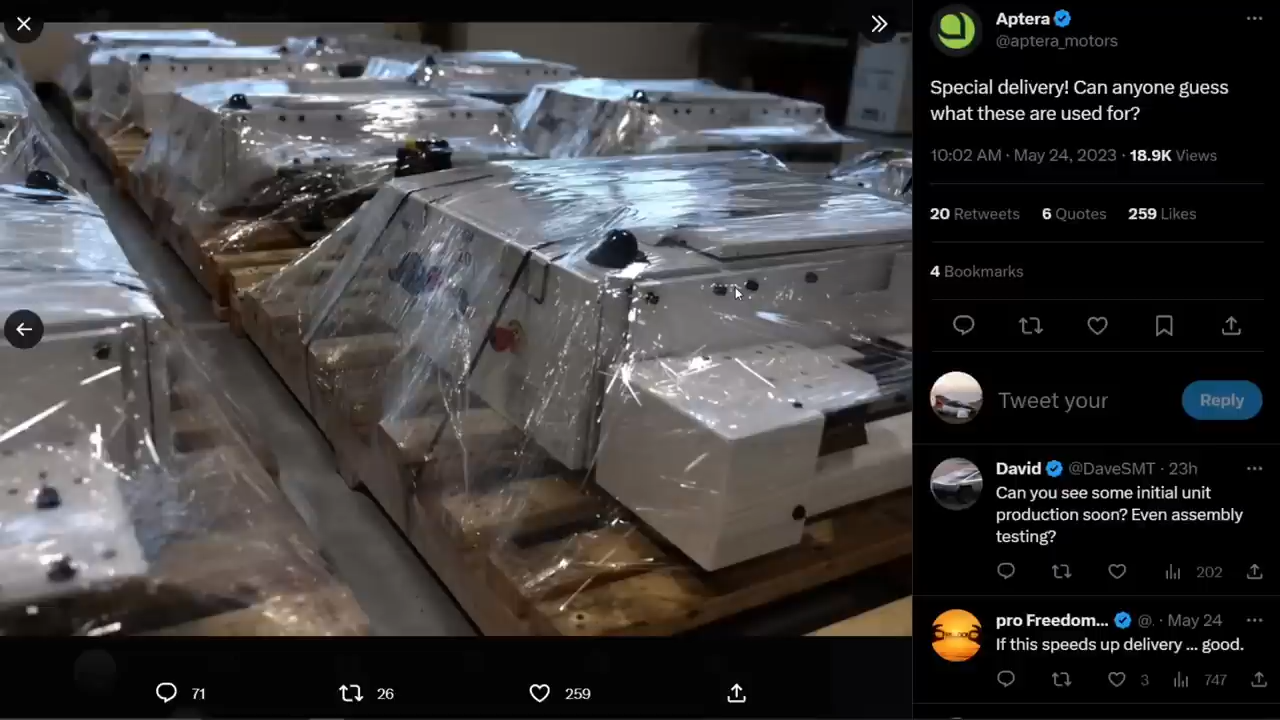 Aptera
@aptera_motors
Special delivery! Can anyone guess
what these are used for?
10:02 AM · May 24, 2023 · 18.9K Views
20 Retweets 6 Quotes 259 Likes
4 Bookmarks
Tweet your
Reply
David @DaveSMT · 23h
Can you see some initial unit
production soon? Even assembly
testing?
202
pro Freedom... @. · May 24
If this speeds up delivery ... good.
3 747
71 26 259